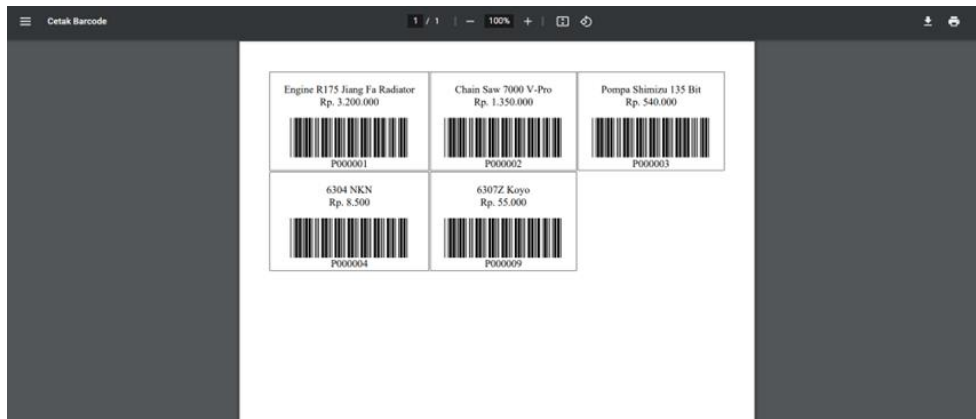 Cetak Barcode
1 / 1
100%
Engine R175 Jiang Fa Radiator
Rp. 3.200.000
P000001
Chain Saw 7000 V-Pro
Rp. 1.350.000
P000002
Pompa Shimizu 135 Bit
Rp. 540.000
P000003
6304 NKN
Rp. 8.500
P000004
6307Z Koyo
Rp. 55.000
P000009